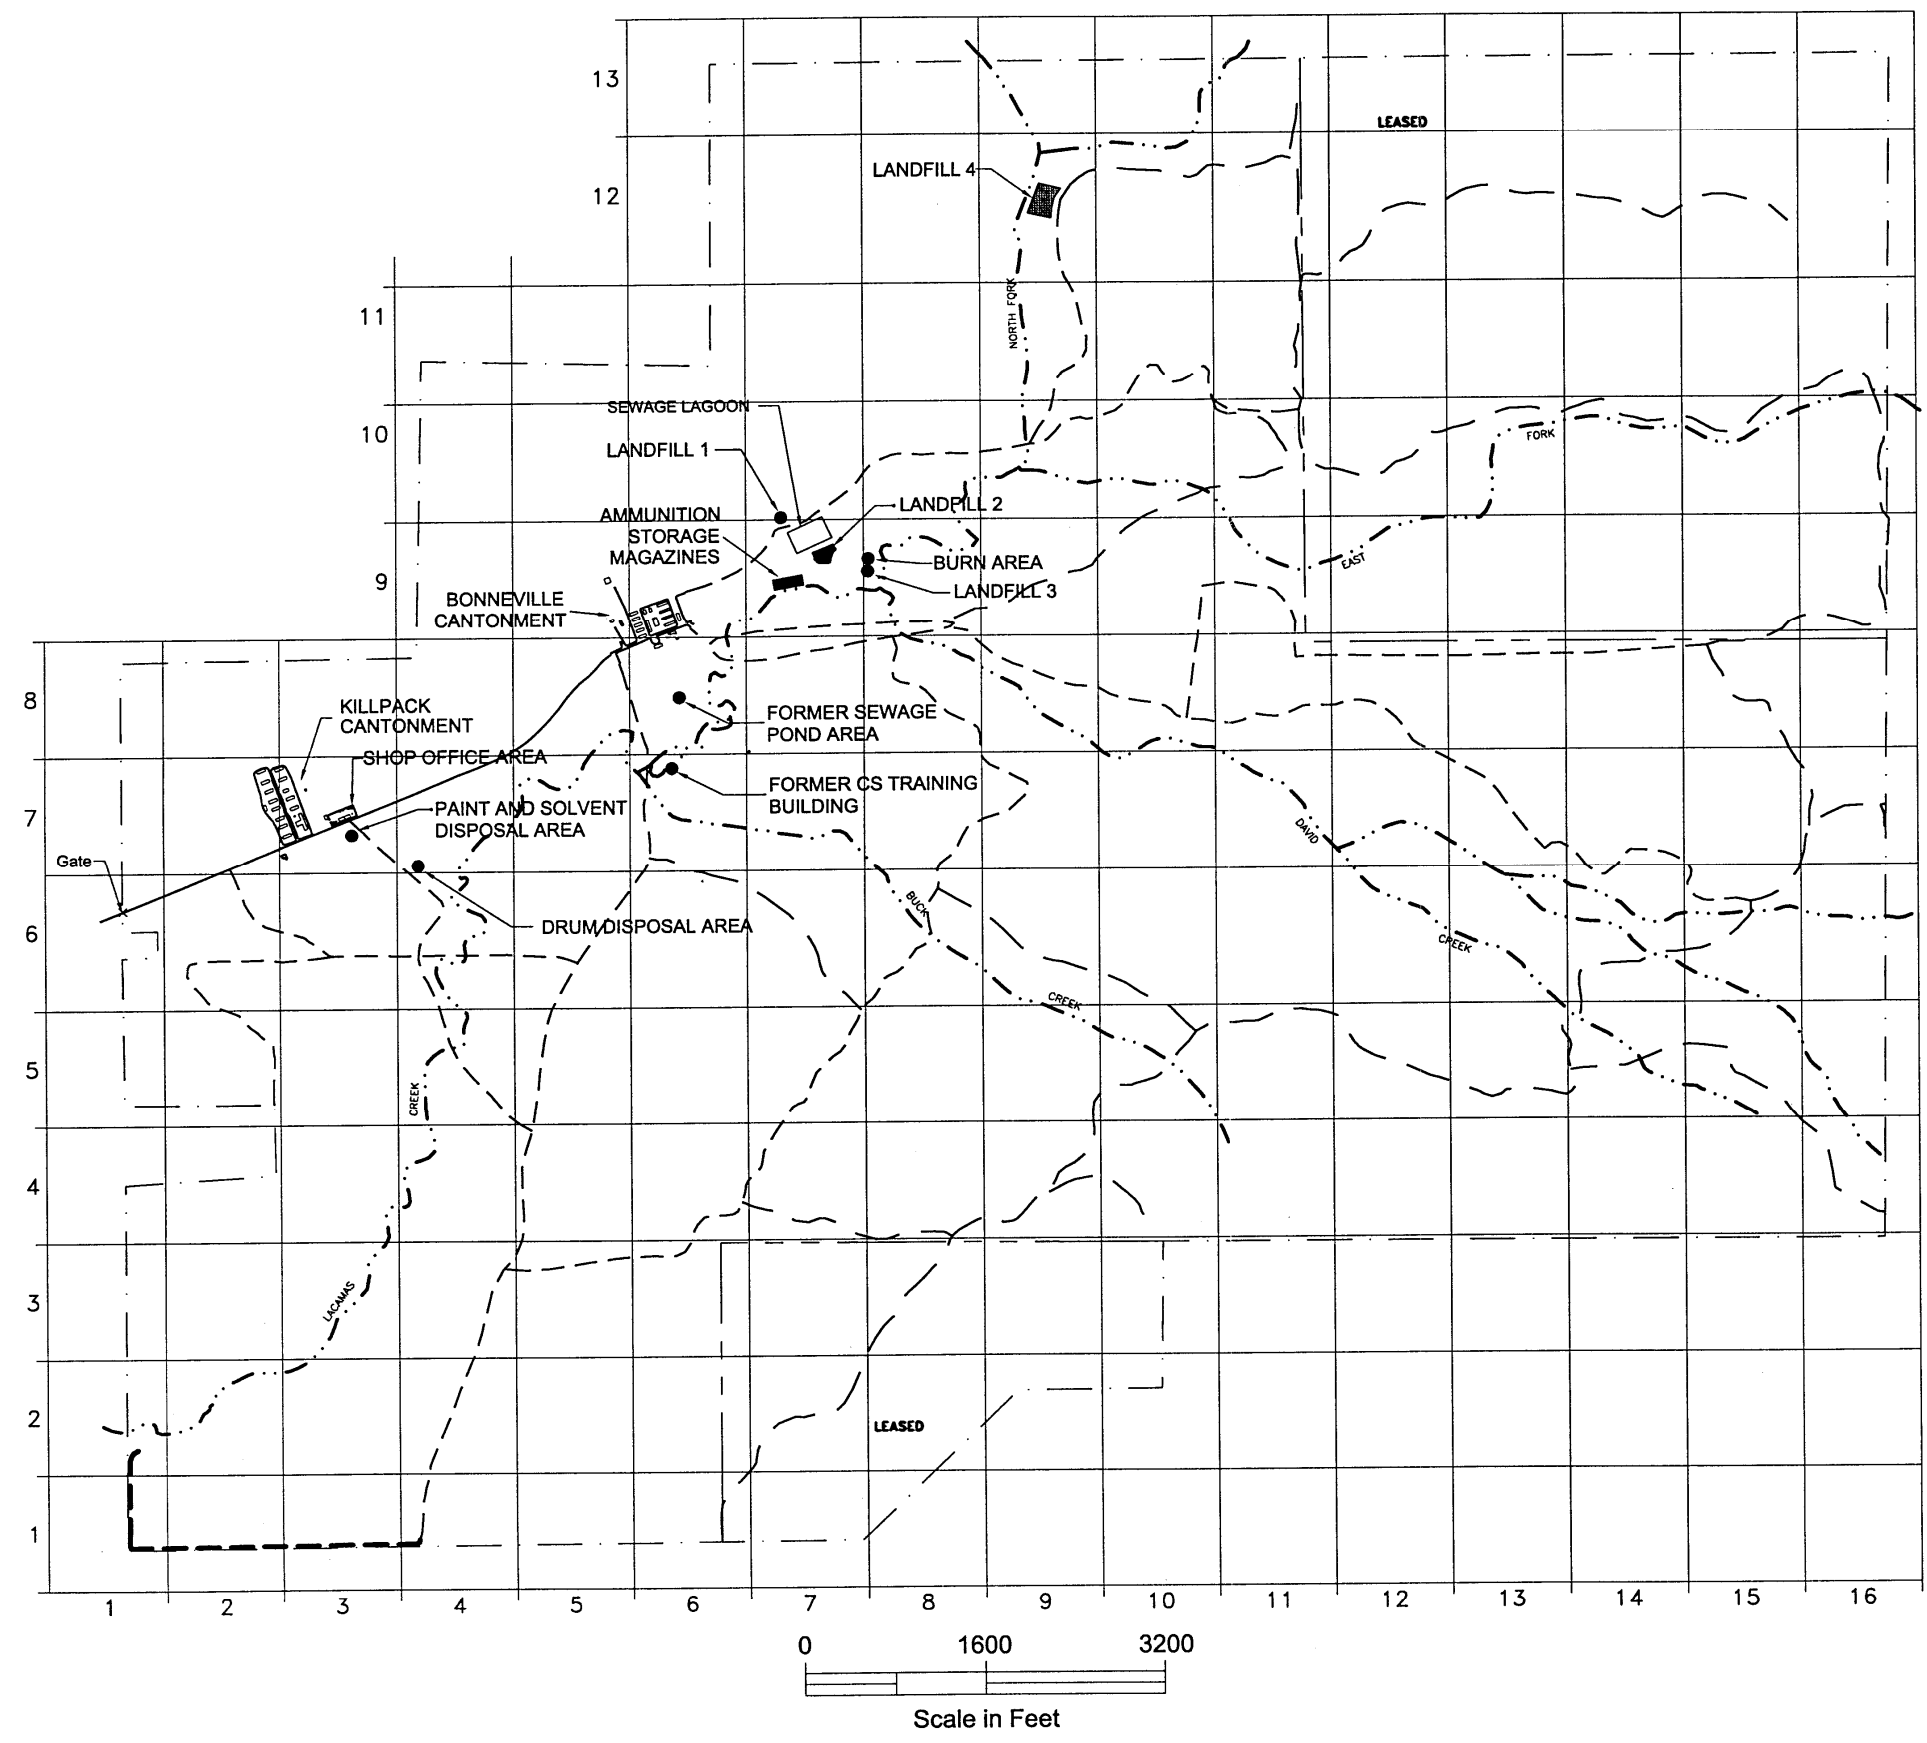 13
LEASED
LANDFILL 4
12
NORTH FORK
11
SEWAGE LAGOON
10
FORK
LANDFILL 1
LANDFILL 2
AMMUNITION
STORAGE
MAGAZINES
BURN AREA
EAST
9
LANDFILL 3
BONNEVILLE
CANTONMENT
8
KILLPACK
CANTONMENT
FORMER SEWAGE
POND AREA
SHOP OFFICE AREA
FORMER CS TRAINING
BUILDING
7
PAINT AND SOLVENT
DISPOSAL AREA
DAVID
Gate
BUCK
6
DRUM DISPOSAL AREA
CREEK
CREEK
5
CREEK
4
3
LACAMAS
2
LEASED
1
1 2 3 4 5 6 7 8 9 10 11 12 13 14 15 16
0 1600 3200
Scale in Feet